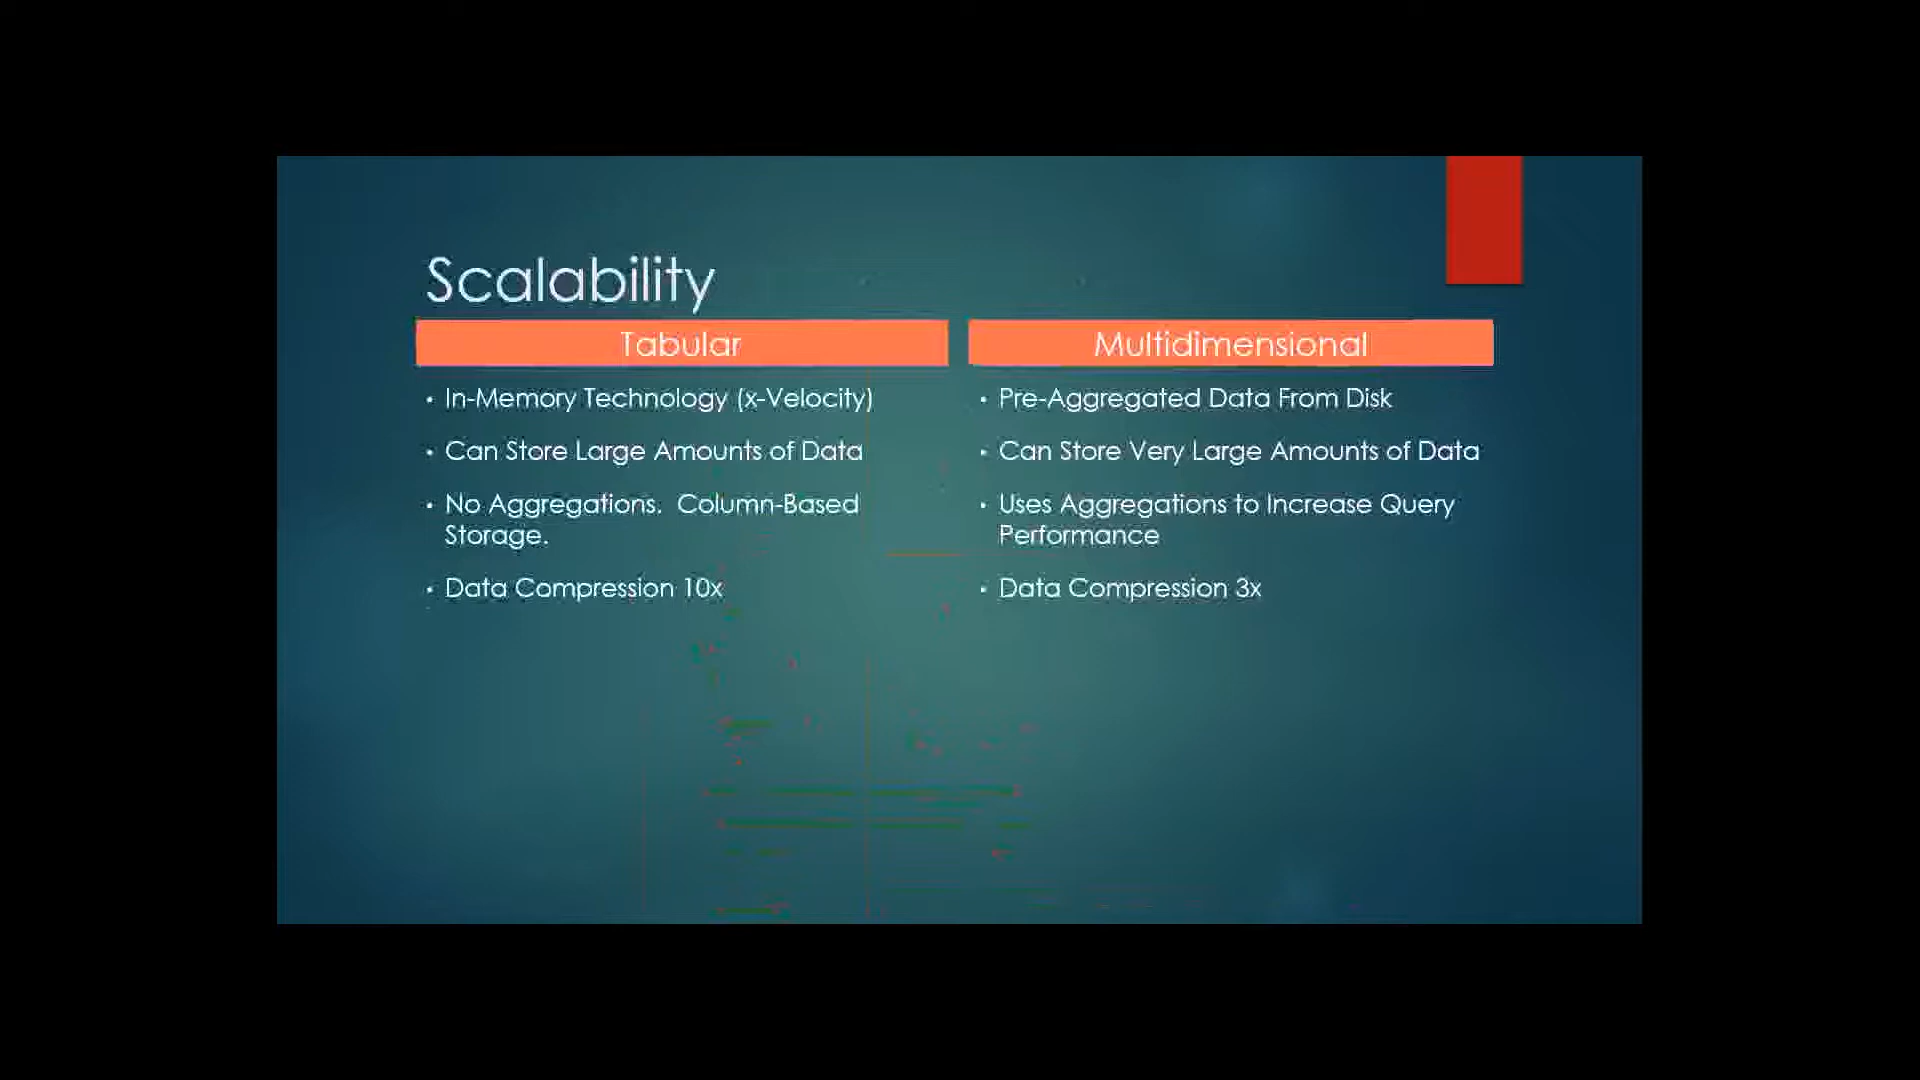 Scalability
Tabular
In-Memory Technology (x-Velocity)
Can Store Large Amounts of Data
No Aggregations.  Column-Based
Storage.
Data Compression 10x
Multidimensional
Pre-Aggregated Data From Disk
Can Store Very Large Amounts of Data
Uses Aggregations to Increase Query
Performance
Data Compression 3x